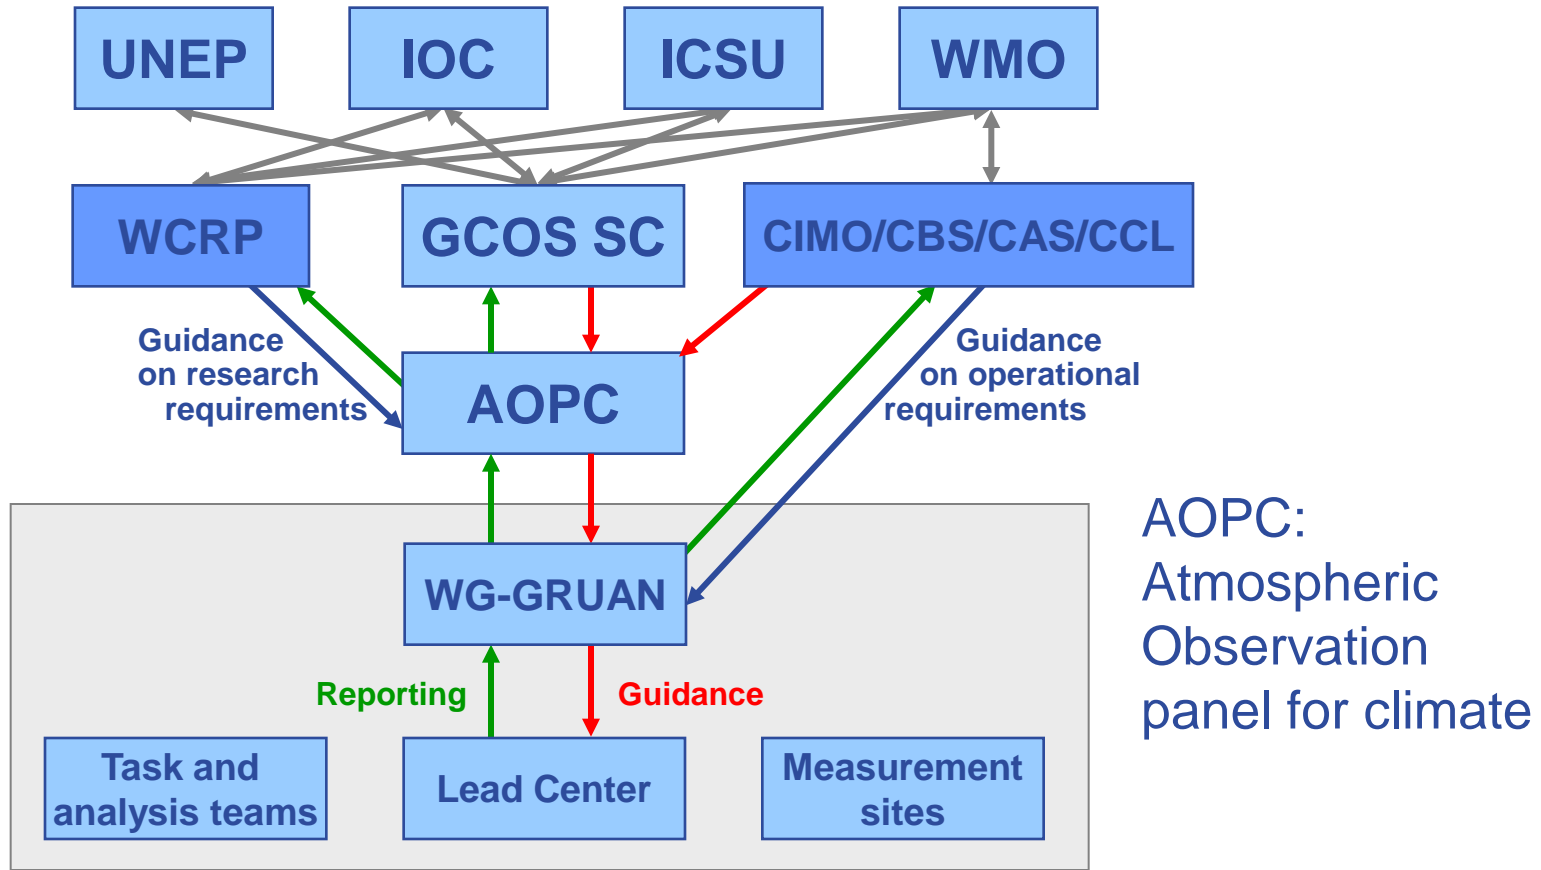 UNEP
IOC
ICSU
WMO
WCRP
GCOS SC
CIMO/CBS/CAS/CCL
Guidance
on research
requirements
Guidance
on operational
requirements
AOPC
AOPC:
Atmospheric
Observation
panel for climate
WG-GRUAN
Reporting
Guidance
Task and
analysis teams
Lead Center
Measurement
sites